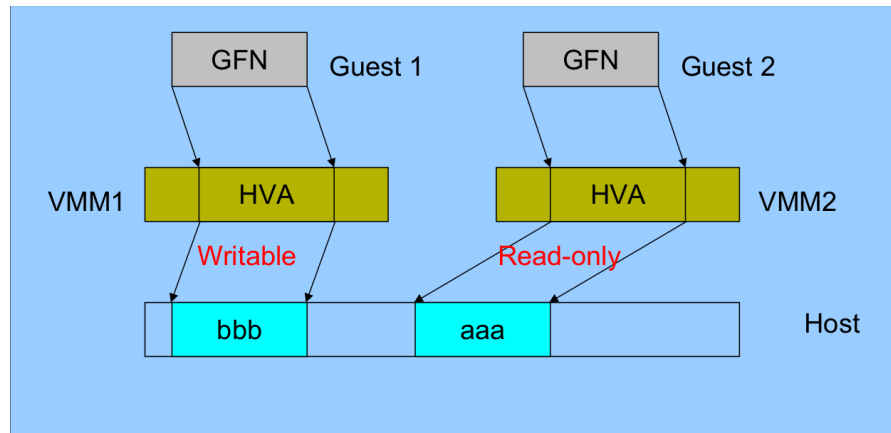 GFN Guest 1 GFN Guest 2
VMM1 HVA HVA VMM2
Writable Read-only
bbb aaa Host